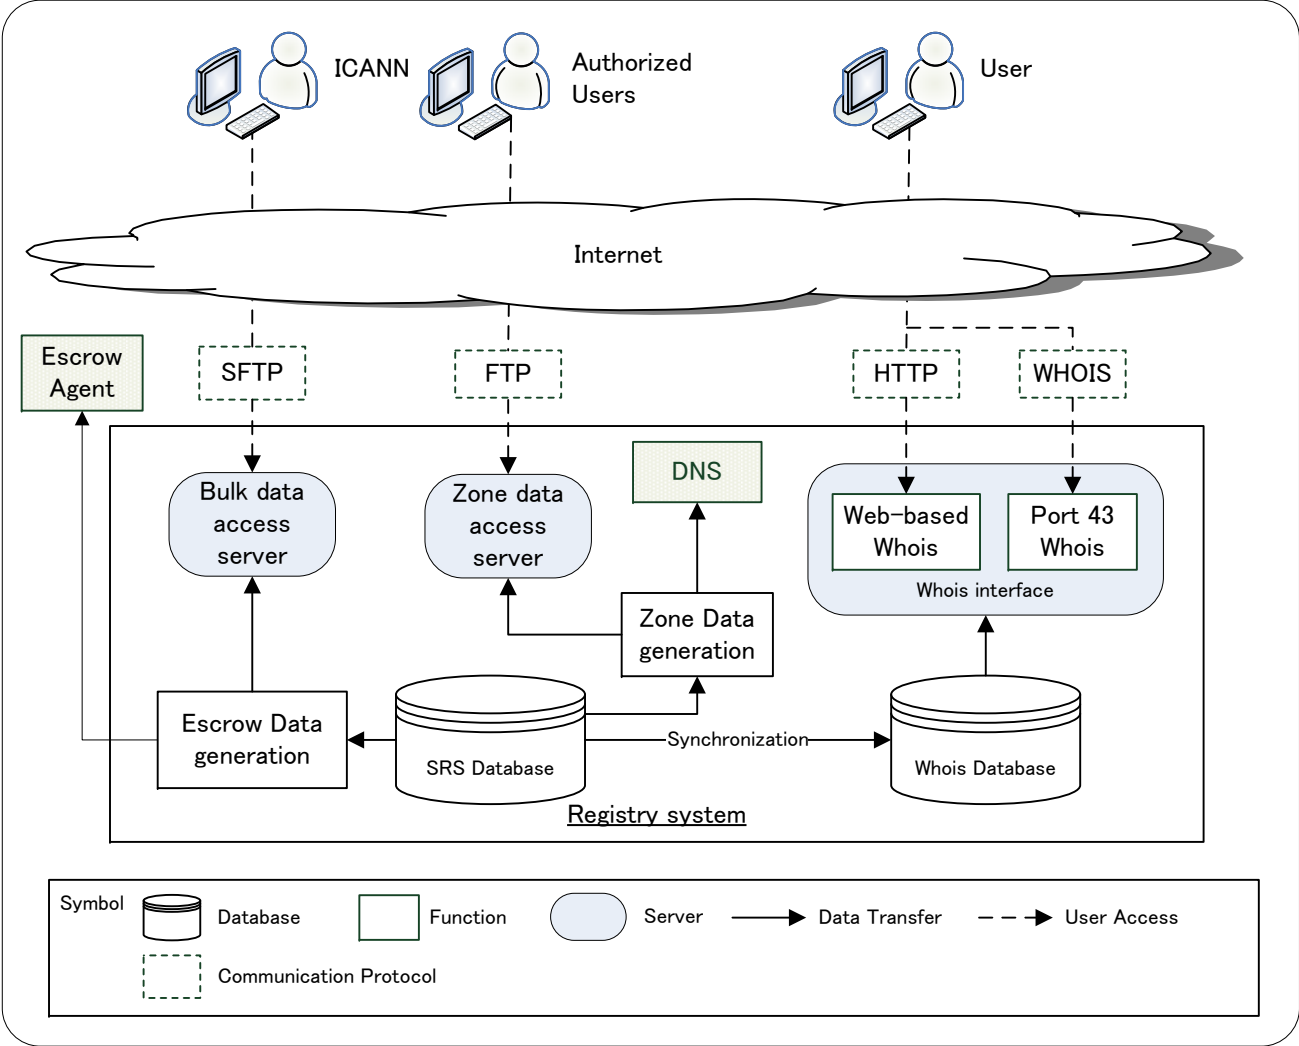 ICANN
Authorized
Users
User
Internet
Escrow
Agent
SFTP
FTP
HTTP
WHOIS
DNS
Bulk data
access
server
Zone data
access
server
Web-based
Whois
Port 43
Whois
Whois interface
Zone Data
generation
Escrow Data
generation
SRS Database
Synchronization
Whois Database
Registry system
Symbol
Database
Function
Server
Data Transfer
User Access
Communication Protocol